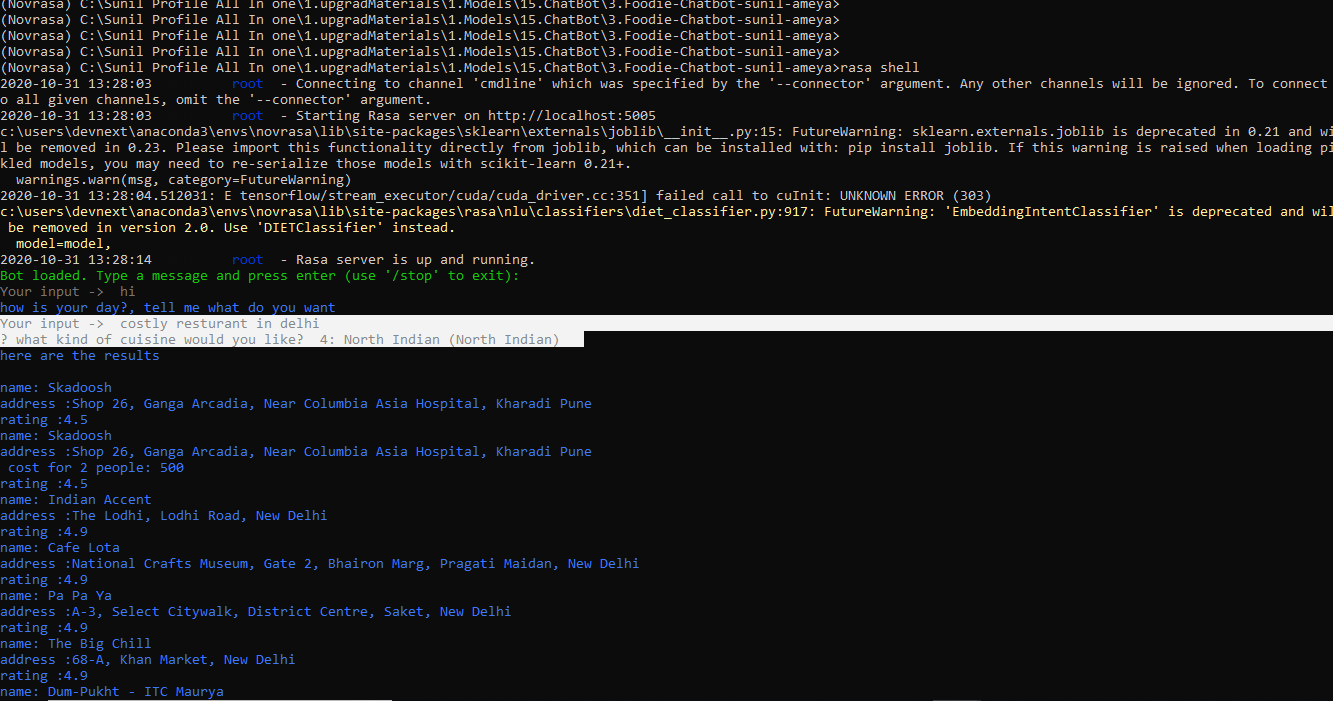 (Novrasa) C:\Sunil Profile All In one\1.upgradMaterials\1.Models\15.ChatBot\3.Foodie-Chatbot-sunil-ameya>
(Novrasa) C:\Sunil Profile All In one\1.upgradMaterials\1.Models\15.ChatBot\3.Foodie-Chatbot-sunil-ameya>
(Novrasa) C:\Sunil Profile All In one\1.upgradMaterials\1.Models\15.ChatBot\3.Foodie-Chatbot-sunil-ameya>
(Novrasa) C:\Sunil Profile All In one\1.upgradMaterials\1.Models\15.ChatBot\3.Foodie-Chatbot-sunil-ameya>
(Novrasa) C:\Sunil Profile All In one\1.upgradMaterials\1.Models\15.ChatBot\3.Foodie-Chatbot-sunil-ameya>rasa shell
2020-10-31 13:28:03 root - Connecting to channel 'cmdline' which was specified by the '--connector' argument. Any other channels will be ignored. To connect
o all given channels, omit the '--connector' argument.
2020-10-31 13:28:03 root - Starting Rasa server on http://localhost:5005
c:\users\devnext\anaconda3\envs\novrasa\lib\site-packages\sklearn\externals\joblib\__init__.py:15: FutureWarning: sklearn.externals.joblib is deprecated in 0.21 and wi
l be removed in 0.23. Please import this functionality directly from joblib, which can be installed with: pip install joblib. If this warning is raised when loading pi
kled models, you may need to re-serialize those models with scikit-learn 0.21+.
warnings.warn(msg, category=FutureWarning)
2020-10-31 13:28:04.512031: E tensorflow/stream_executor/cuda/cuda_driver.cc:351] failed call to cuInit: UNKNOWN ERROR (303)
c:\users\devnext\anaconda3\envs\novrasa\lib\site-packages\rasa\nlu\classifiers\diet_classifier.py:917: FutureWarning: 'EmbeddingIntentClassifier' is deprecated and wil
be removed in version 2.0. Use 'DIETClassifier' instead.
model=model,
2020-10-31 13:28:14 root - Rasa server is up and running.
Bot loaded. Type a message and press enter (use '/stop' to exit):
Your input -> hi
how is your day?, tell me what do you want
Your input -> costly resturant in delhi
? what kind of cuisine would you like? 4: North Indian (North Indian)
here are the results
name: Skadoosh
address :Shop 26, Ganga Arcadia, Near Columbia Asia Hospital, Kharadi Pune
rating :4.5
name: Skadoosh
address :Shop 26, Ganga Arcadia, Near Columbia Asia Hospital, Kharadi Pune
cost for 2 people: 500
rating :4.5
name: Indian Accent
address :The Lodhi, Lodhi Road, New Delhi
rating :4.9
name: Cafe Lota
address :National Crafts Museum, Gate 2, Bhairon Marg, Pragati Maidan, New Delhi
rating :4.9
name: Pa Pa Ya
address :A-3, Select Citywalk, District Centre, Saket, New Delhi
rating :4.9
name: The Big Chill
address :68-A, Khan Market, New Delhi
rating :4.9
name: Dum-Pukht - ITC Maurya